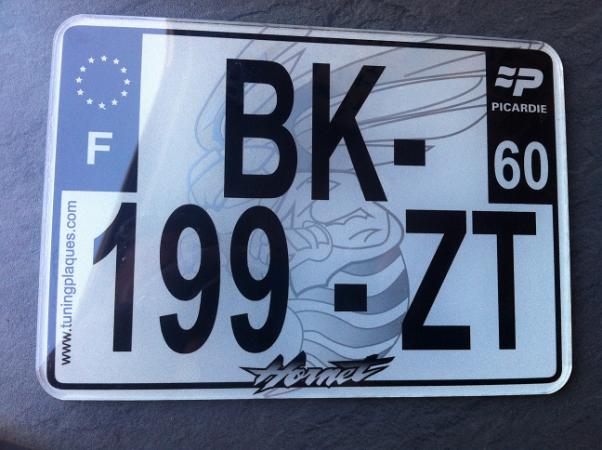 F
BK-
P
PICARDIE
60
199-ZT
www.tuningplaques.com
Hornet